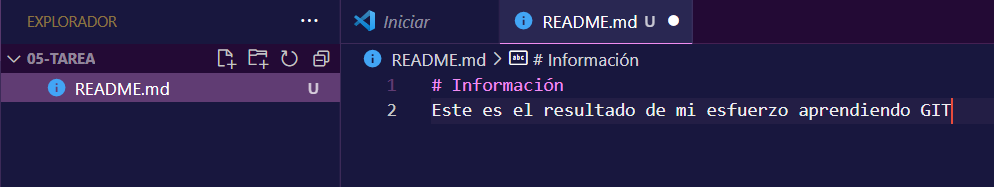 EXPLORADOR
05-TAREA
README.md U
Iniciar
README.md U
README.md > # Información
1 # Información
2 Este es el resultado de mi esfuerzo aprendiendo GIT